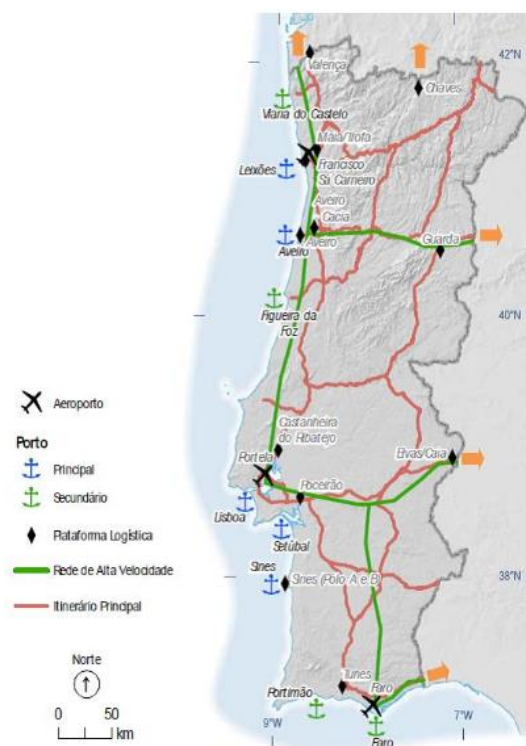 42°N
Valença
Chaves
Viana do Castelo
Maia/Trofa
Leixões
Francisco
Sá Carneiro
Aveiro
Cacia
Aveiro
Aveiro
Guarda
40°N
Figueira da
Foz
Aeroporto
Castanheira
do Ribatejo
Porto
Portela
Elvas/Caia
Principal
Secundário
Poceirão
Lisboa
Plataforma Logística
Setúbal
Sines
Rede de Alta Velocidade
Sines (Polo A e B)
38°N
Itinerário Principal
Norte
Tunes
Faro
Portimão
0 50
km
9°W
Faro
7°W